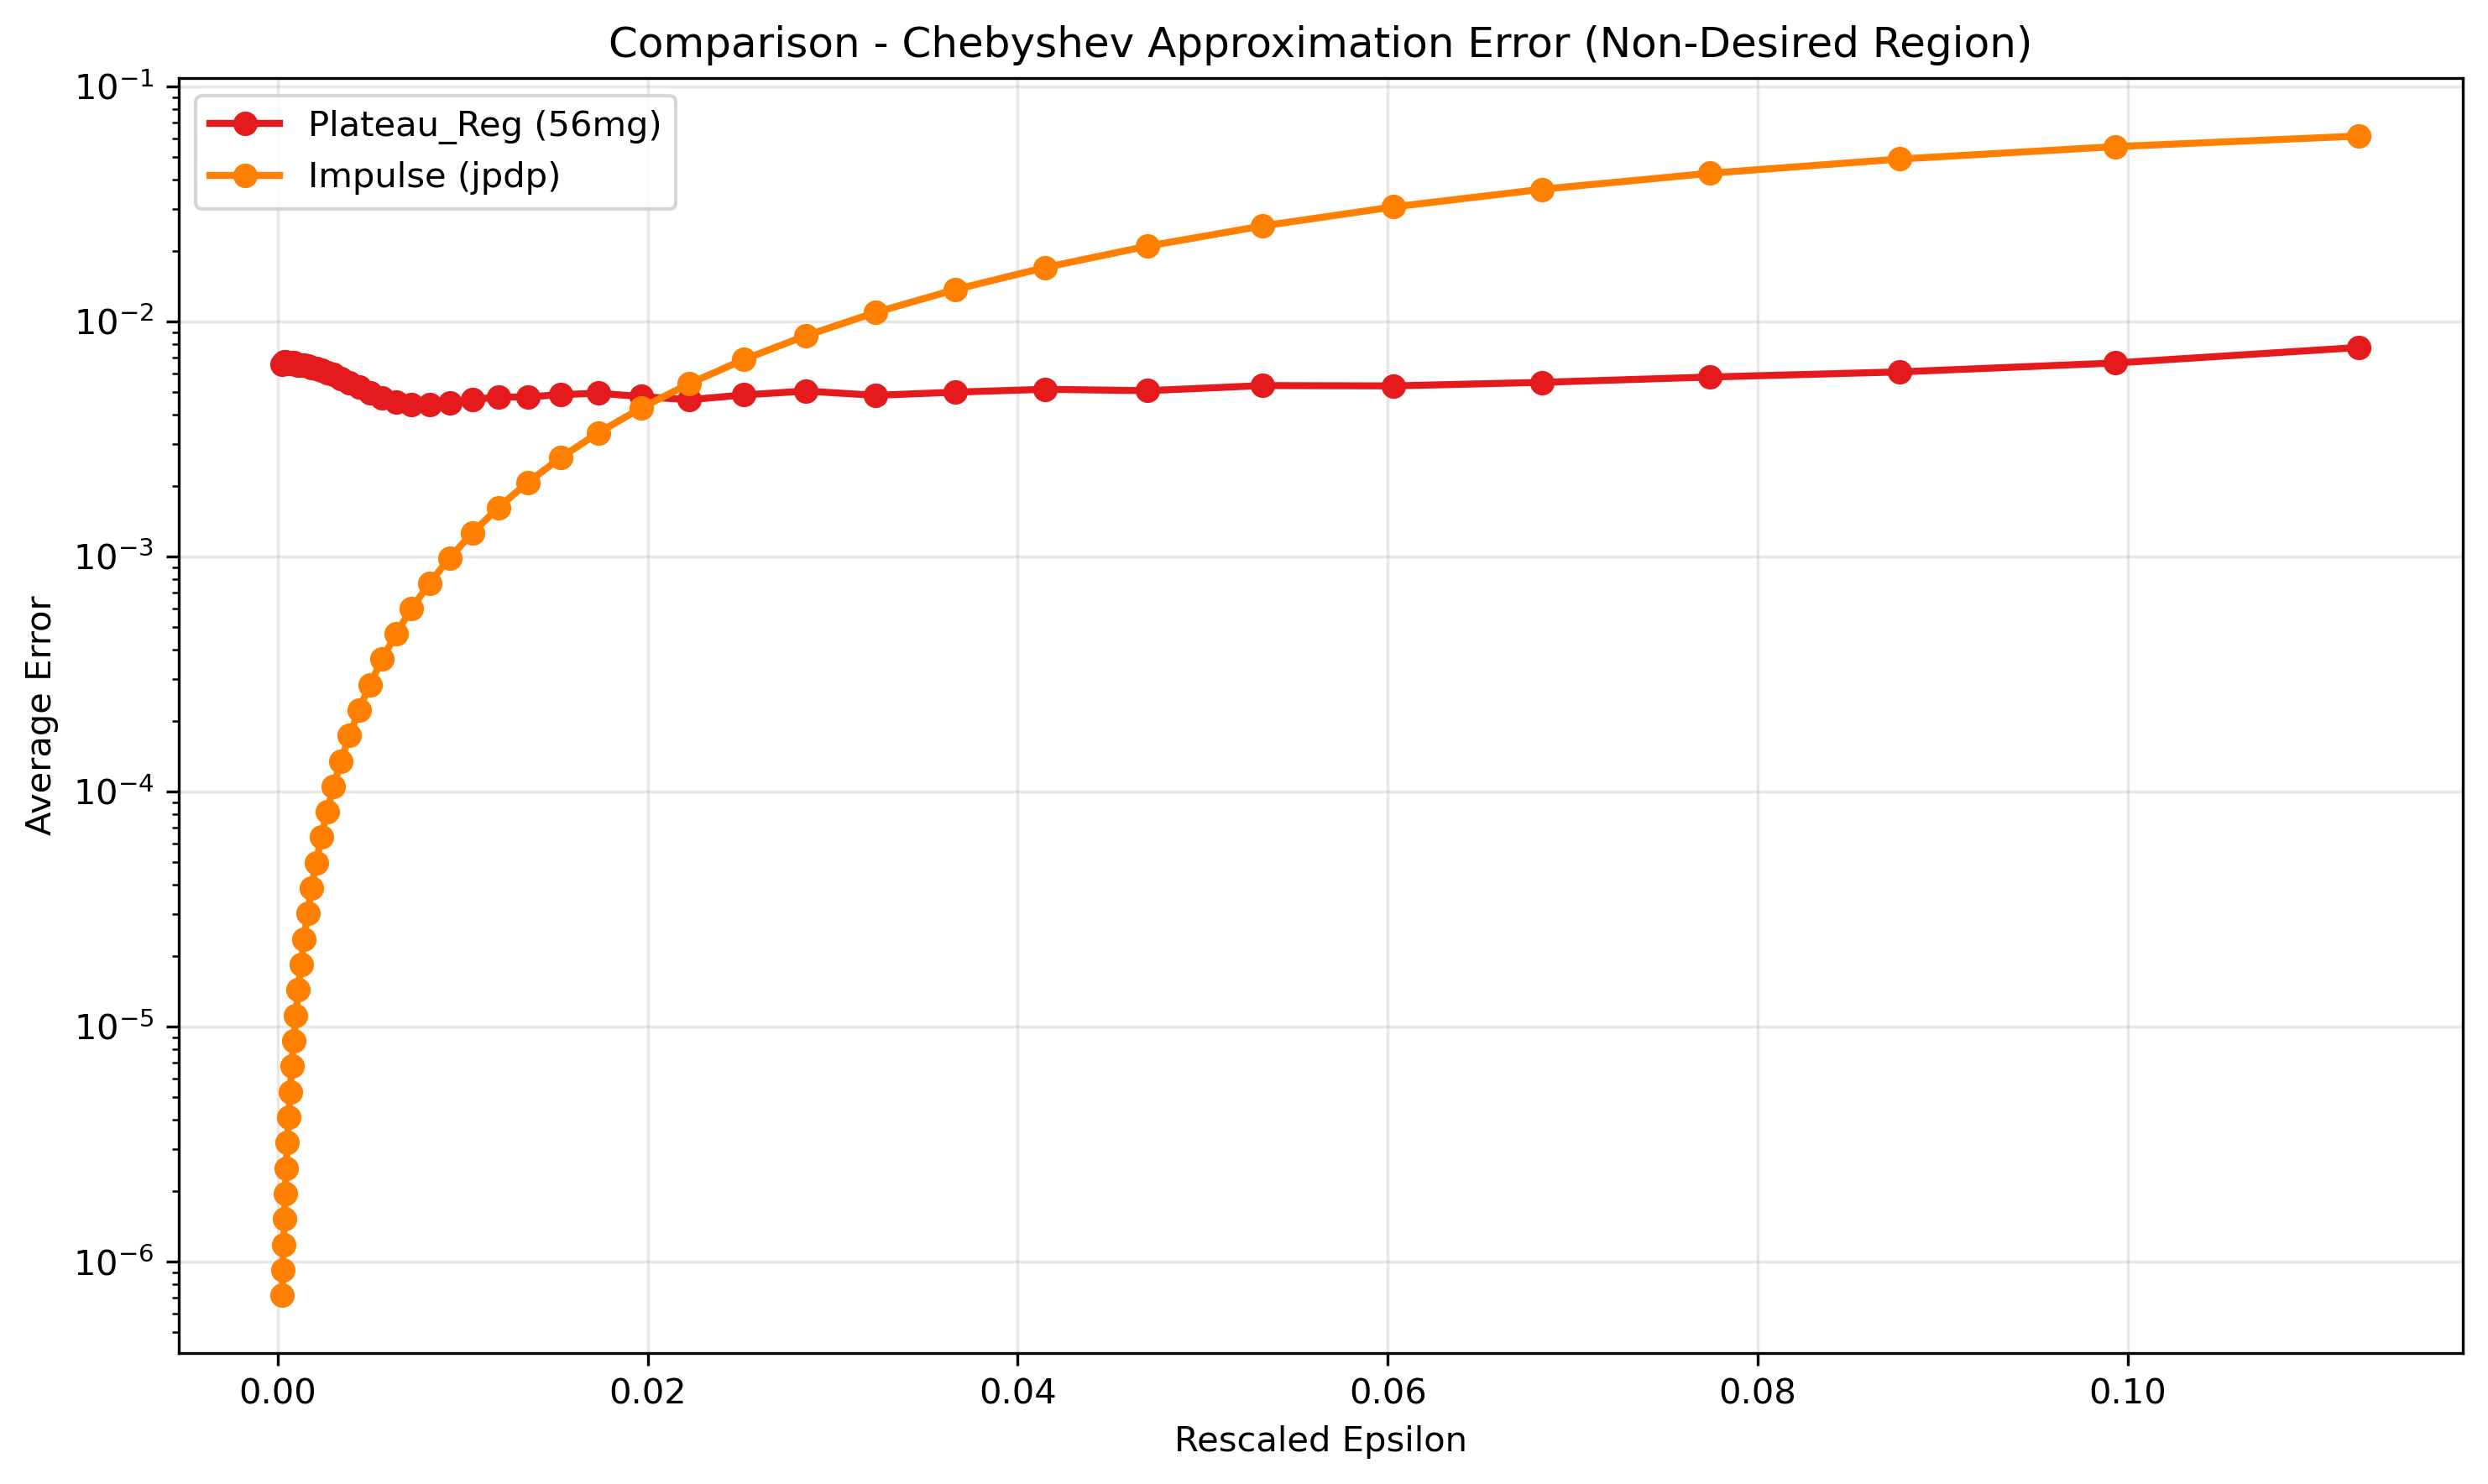 Comparison - Chebyshev Approximation Error (Non-Desired Region)
Plateau_Reg (56mg)
Impulse (jpdp)
Average Error
10⁻¹
10⁻²
10⁻³
10⁻⁴
10⁻⁵
10⁻⁶
0.00 0.02 0.04 0.06 0.08 0.10
Rescaled Epsilon